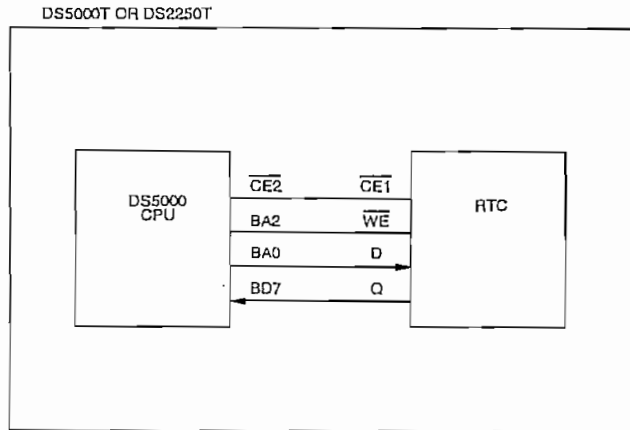 DS5000T OR DS2250T
DS5000
CPU
CE2
CE1
BA2
WE
BA0
D
BD7
Q
RTC